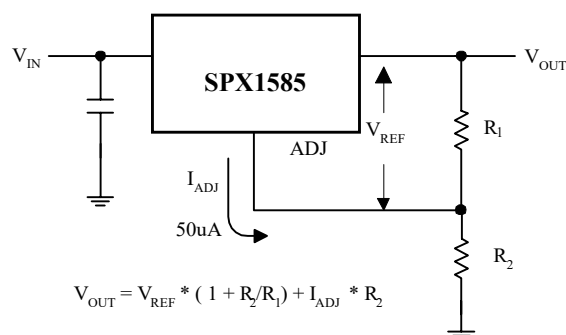 V_IN
SPX1585
V_OUT
ADJ
V_REF
R_1
I_ADJ
50uA
R_2
V_OUT = V_REF * ( 1 + R_2/R_1) + I_ADJ * R_2